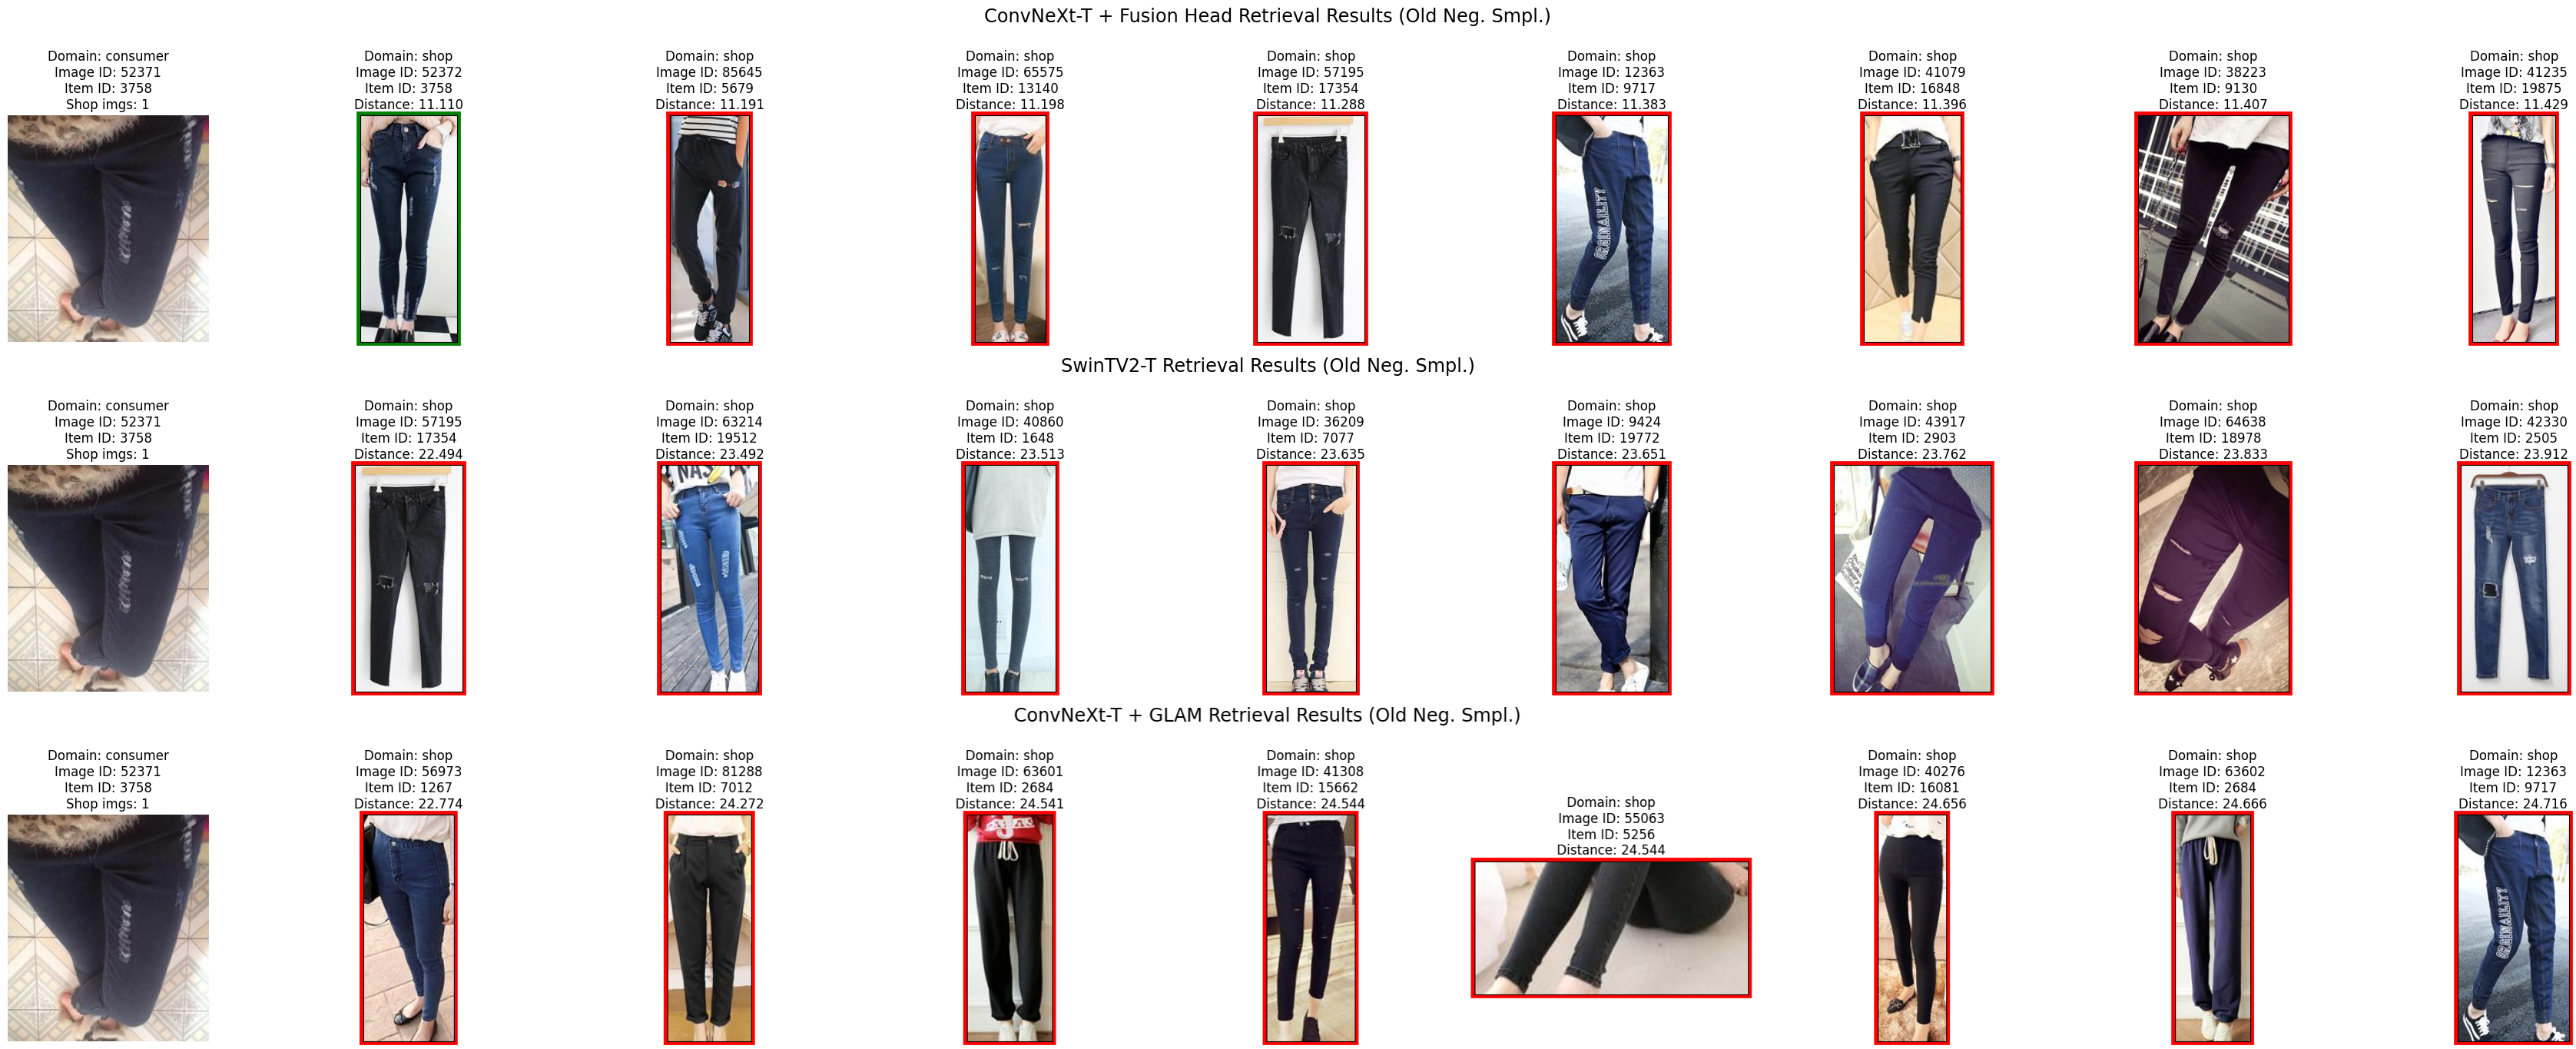 ConvNeXt-T + Fusion Head Retrieval Results (Old Neg. Smpl.)
Domain: consumer
Image ID: 52371
Item ID: 3758
Shop imgs: 1
Domain: shop
Image ID: 52372
Item ID: 3758
Distance: 11.110
Domain: shop
Image ID: 85645
Item ID: 5679
Distance: 11.191
Domain: shop
Image ID: 65575
Item ID: 13140
Distance: 11.198
Domain: shop
Image ID: 57195
Item ID: 17354
Distance: 11.288
Domain: shop
Image ID: 12363
Item ID: 9717
Distance: 11.383
Domain: shop
Image ID: 41079
Item ID: 16848
Distance: 11.396
Domain: shop
Image ID: 38223
Item ID: 9130
Distance: 11.407
Domain: shop
Image ID: 41235
Item ID: 19875
Distance: 11.429
ORIGINAILITY
SwinTV2-T Retrieval Results (Old Neg. Smpl.)
Domain: consumer
Image ID: 52371
Item ID: 3758
Shop imgs: 1
Domain: shop
Image ID: 57195
Item ID: 17354
Distance: 22.494
Domain: shop
Image ID: 63214
Item ID: 19512
Distance: 23.492
Domain: shop
Image ID: 40860
Item ID: 1648
Distance: 23.513
Domain: shop
Image ID: 36209
Item ID: 7077
Distance: 23.635
Domain: shop
Image ID: 9424
Item ID: 19772
Distance: 23.651
Domain: shop
Image ID: 43917
Item ID: 2903
Distance: 23.762
Domain: shop
Image ID: 64638
Item ID: 18978
Distance: 23.833
Domain: shop
Image ID: 42330
Item ID: 2505
Distance: 23.912
NAS
ConvNeXt-T + GLAM Retrieval Results (Old Neg. Smpl.)
Domain: consumer
Image ID: 52371
Item ID: 3758
Shop imgs: 1
Domain: shop
Image ID: 56973
Item ID: 1267
Distance: 22.774
Domain: shop
Image ID: 81288
Item ID: 7012
Distance: 24.272
Domain: shop
Image ID: 63601
Item ID: 2684
Distance: 24.541
Domain: shop
Image ID: 41308
Item ID: 15662
Distance: 24.544
Domain: shop
Image ID: 55063
Item ID: 5256
Distance: 24.544
Domain: shop
Image ID: 40276
Item ID: 16081
Distance: 24.656
Domain: shop
Image ID: 63602
Item ID: 2684
Distance: 24.666
Domain: shop
Image ID: 12363
Item ID: 9717
Distance: 24.716
ORIGINAILITY